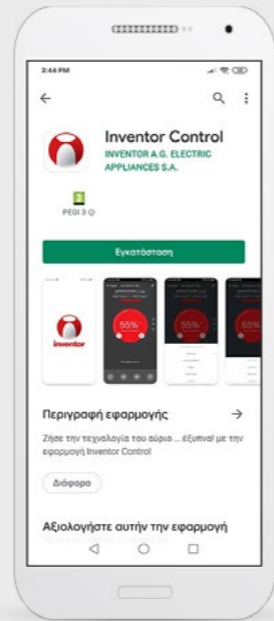 3:44 PM
Inventor Control
INVENTOR A.G. ELECTRIC
APPLIANCES S.A.
3
PEGI 3
Εγκατάσταση
inventor
55%
55%
55%
Περιγραφή εφαρμογής
Ζήσε την τεχνολογία του αύριο ... έξυπνα! με την
εφαρμογή Inventor Control
Διάφορα
Αξιολογήστε αυτήν την εφαρμογή